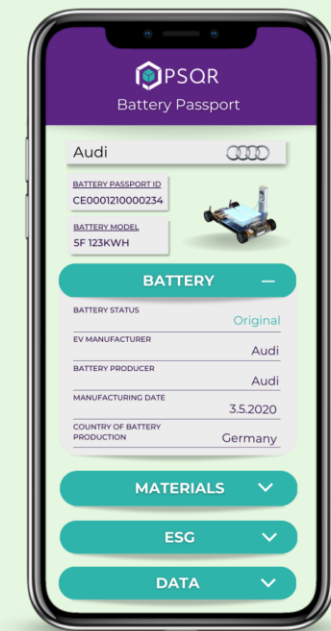 PSQR
Battery Passport
Audi
BATTERY PASSPORT ID
CE0001210000234
BATTERY MODEL
5F 123KWH
BATTERY
BATTERY STATUS
Original
EV MANUFACTURER
Audi
BATTERY PRODUCER
Audi
MANUFACTURING DATE
3.5.2020
COUNTRY OF BATTERY
PRODUCTION
Germany
MATERIALS
ESG
DATA